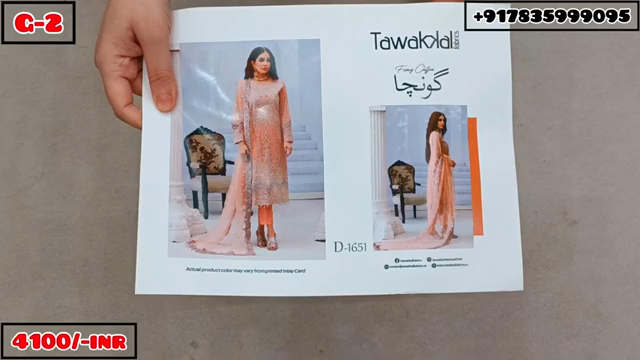 C-2
+917835999095
Tawakkal
fabrics
Fancy Chiffon
گونچا
D-1651
Actual product color may vary from printed Inlay Card
4100/-INR